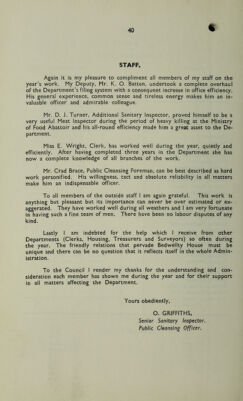 40
STAFF.
Again it is my pleasure to compliment all members of my staff on the
year's work. My Deputy, Mr. K. O. Batten, undertook a complete overhaul
of the Department's filing system with a consequent increase in office efficiency.
His general experience, common sense and tireless energy makes him an in-
valuable officer and admirable colleague.
Mr. D. J. Turner, Additional Sanitary Inspector, proved himself to be a
very useful Meat Inspector during the period of heavy killing at the Ministry
of Food Abattoir and his all-round efficiency made him a great asset to the De-
partment.
Miss E. Wright, Clerk, has worked well during the year, quietly and
efficiently. After having completed three years in the Department she has
now a complete knowledge of all branches of the work.
Mr. Crad Brace, Public Cleansing Foreman, can be best described as hard
work personified. His willingness, tact and absolute reliability in all matters
make him an indispensable officer.
To all members of the outside staff I am again grateful. This work is
anything but pleasant but its importance can never be over estimated or ex-
aggerated. They have worked well during all weathers and I am very fortunate
in having such a fine team of men. There have been no labour disputes of any
kind.
Lastly I am indebted for the help which I receive from other
Departments (Clerks, Housing, Treasurers and Surveyors) so often during
the year. The friendly relations that pervade Bedwellty House must be
unique and there can be no question that it reflects itself in the whole Admin-
istration.
To the Council I render my thanks for the understanding and con-
sideration each member has shown me during the year and for their support
in all matters affecting the Department.
Yours obediently,
O. GRIFFITHS,
Senior Sanitary Inspector.
Public Cleansing Officer.